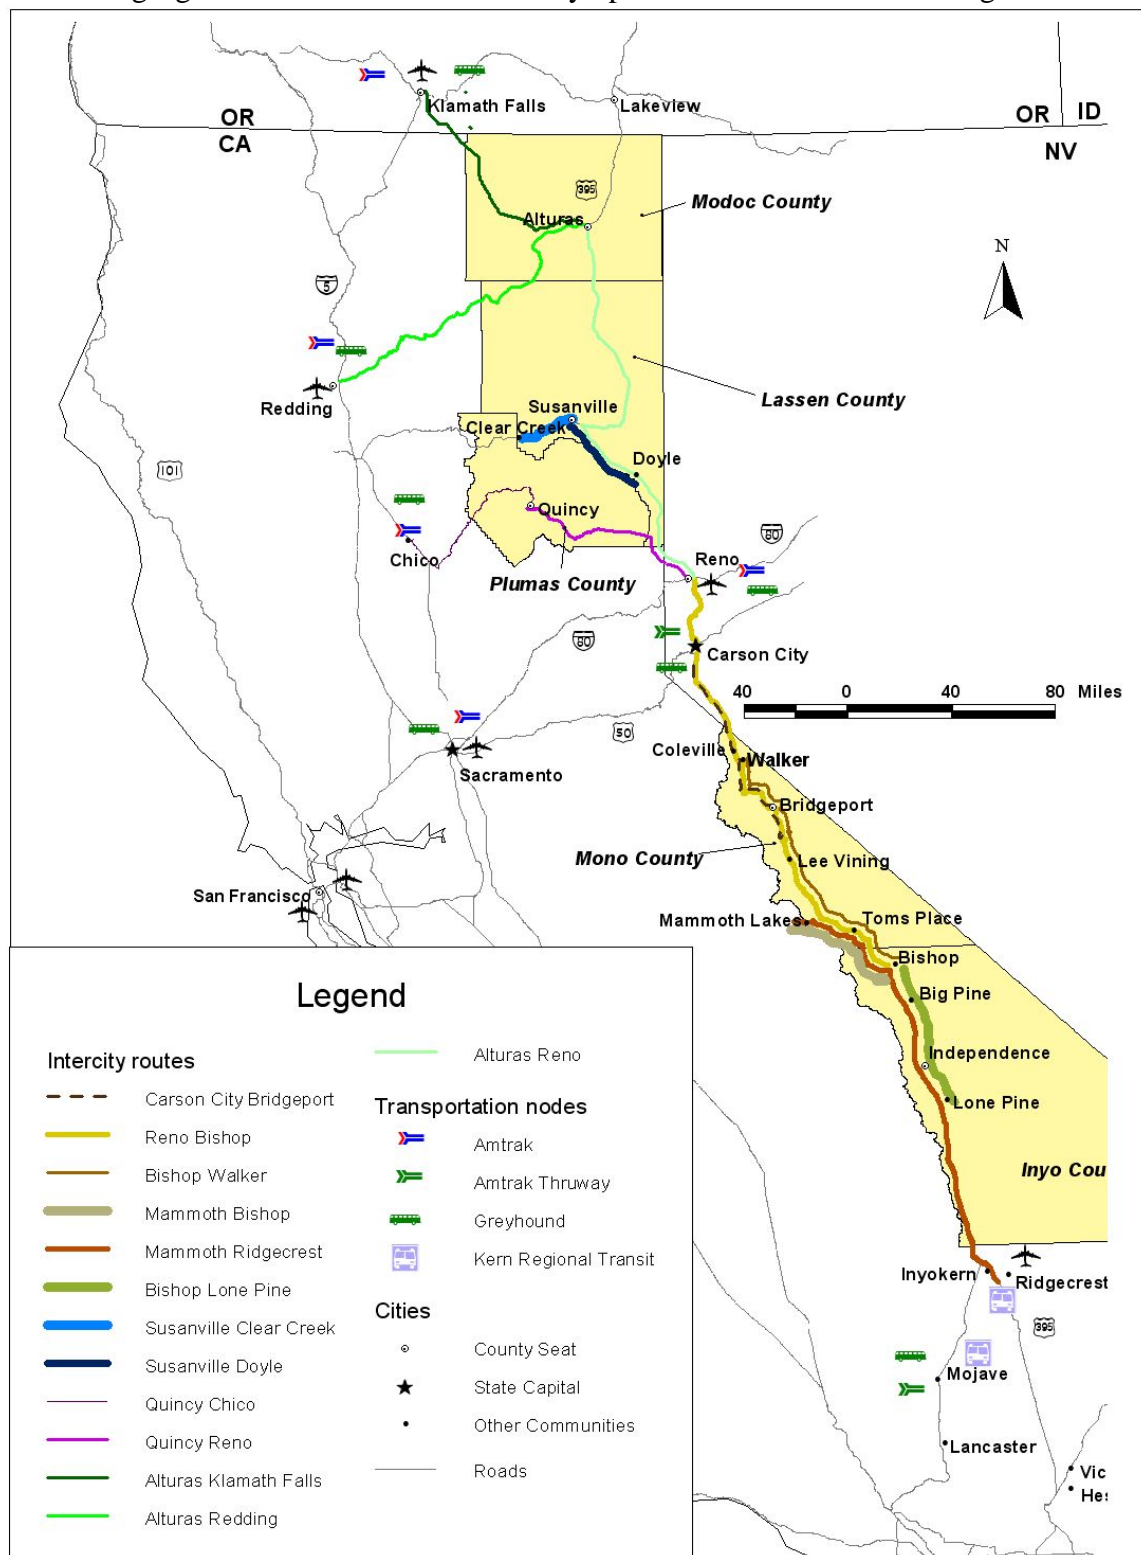 Klamath Falls
Lakeview
OR
OR
ID
CA
NV
395
Modoc County
Alturas
N
5
Lassen County
Redding
Susanville
Clear Creek
101
Doyle
Quincy
80
Chico
Reno
Plumas County
80
Carson City
40 0 40 80 Miles
50
Coleville
Walker
Sacramento
Bridgeport
Mono County
Lee Vining
San Francisco
Mammoth Lakes
Toms Place
Bishop
Big Pine
Independence
Lone Pine
Inyo Cou
Inyokern
Ridgecrest
395
Mojave
Lancaster
Vic
Hes
Legend
Intercity routes
Carson City Bridgeport
Reno Bishop
Bishop Walker
Mammoth Bishop
Mammoth Ridgecrest
Bishop Lone Pine
Susanville Clear Creek
Susanville Doyle
Quincy Chico
Quincy Reno
Alturas Klamath Falls
Alturas Redding
Alturas Reno
Transportation nodes
Amtrak
Amtrak Thruway
Greyhound
Kern Regional Transit
Cities
County Seat
State Capital
Other Communities
Roads